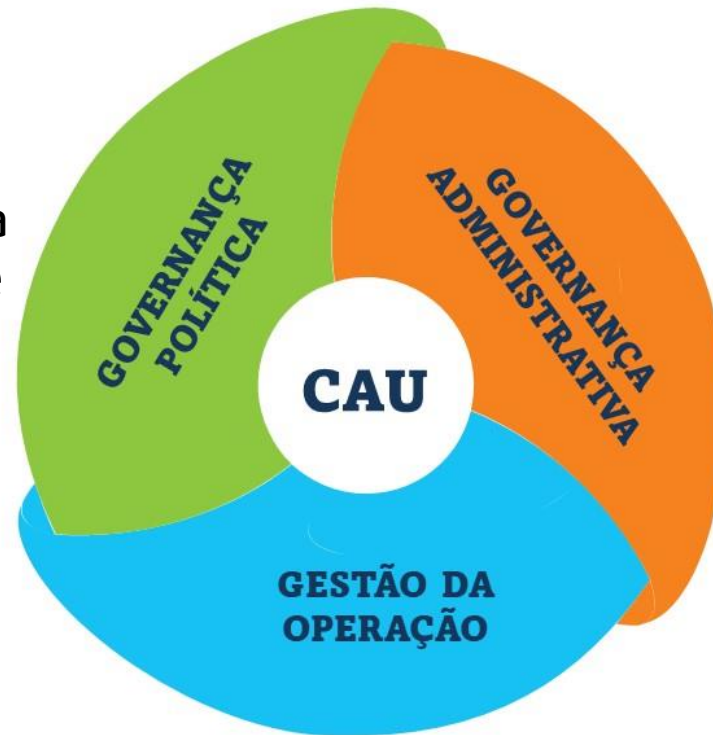 GOVERNANÇA
POLÍTICA
GOVERNANÇA
ADMINISTRATIVA
CAU
GESTÃO DA
OPERAÇÃO